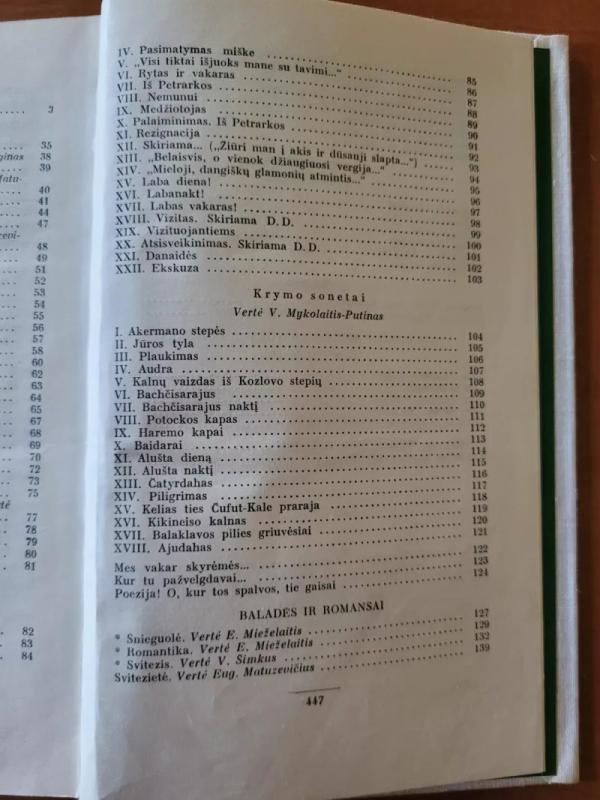 . . . . . 3
. . . 35
ginas 38
. . . 39
Matu-
. . . 40
. . . 41
. . . 44
. . . 47
zevi-
. . . 48
. . . 49
. . . 51
. . . 52
. . . 53
. . . 54
. . . 55
. . . 56
. . . 57
. . . 58
. . . 60
. . . 62
. . . 63
. . . 64
. . . 65
. . . 68
. . . 69
. . . 70
. . . 72
. . . 73
. . . 75
tė
. . . 77
. . . 78
. . . 79
. . . 80
. . . 81
. . 82
. . 83
. . 84
IV. Pasimatymas miške . . . 85
V. „Visi tiktai išjuoks mane su tavimi...“ . . . 86
VI. Rytas ir vakaras . . . 87
VII. Iš Petrarkos . . . 88
VIII. Nemunui . . . 89
IX. Medžiotojas . . . 90
X. Palaiminimas. Iš Petrarkos . . . 91
XI. Rezignacija . . . 92
XII. Skiriama... („Žiūri man į akis ir dūsauji slapta...“) 93
XIII. „Belaisvis, o vienok džiaugiuosi vergija...“ . . . 94
XIV. „Mieloji, dangiškų glamonių atmintis...“ . . . 95
XV. Laba diena! . . . 96
XVI. Labanakt! . . . 97
XVII. Labas vakaras! . . . 98
XVIII. Vizitas. Skiriama D. D. . . . 99
XIX. Vizituojantiems . . . 100
XX. Atsisveikinimas. Skiriama D. D. . . . 101
XXI. Danaidės . . . 102
XXII. Ekskuza . . . 103
Krymo sonetai
Vertė V. Mykolaitis-Putinas
I. Akermano stepės . . . 104
II. Jūros tyla . . . 105
III. Plaukimas . . . 106
IV. Audra . . . 107
V. Kalnų vaizdas iš Kozlovo stepių . . . 108
VI. Bachčisarajus . . . 109
VII. Bachčisarajus naktį . . . 110
VIII. Potockos kapas . . . 111
IX. Haremo kapai . . . 112
X. Baidarai . . . 113
XI. Alušta dieną . . . 114
XII. Alušta naktį . . . 115
XIII. Čatyrdahas . . . 116
XIV. Piligrimas . . . 117
XV. Kelias ties Čufut-Kale praraja . . . 118
XVI. Kikineiso kalnas . . . 119
XVII. Balaklavos pilies griuvėsiai . . . 120
XVIII. Ajudahas . . . 121
Mes vakar skyrėmės... . . . 122
Kur tu pažvelgdavai... . . . 123
Poezija! O, kur tos spalvos, tie gaisai . . . 124
BALADĖS IR ROMANSAI
* Snieguolė. Vertė E. Mieželaitis . . . 127
* Romantika. Vertė E. Mieželaitis . . . 129
* Svitezis. Vertė V. Šimkus . . . 132
Svitezietė. Vertė Eug. Matuzevičius . . . 139
447